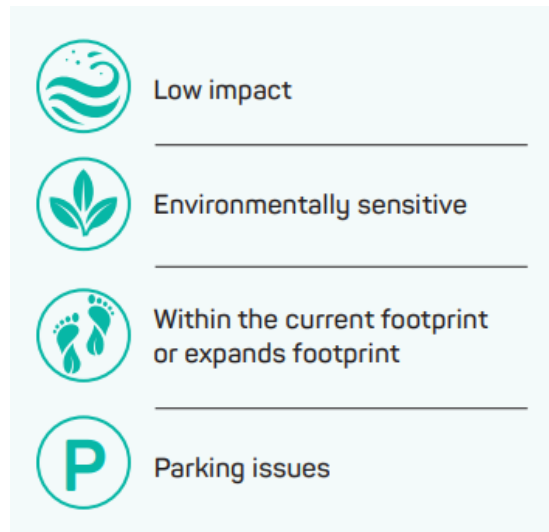 Low impact
Environmentally sensitive
Within the current footprint
or expands footprint
P
Parking issues